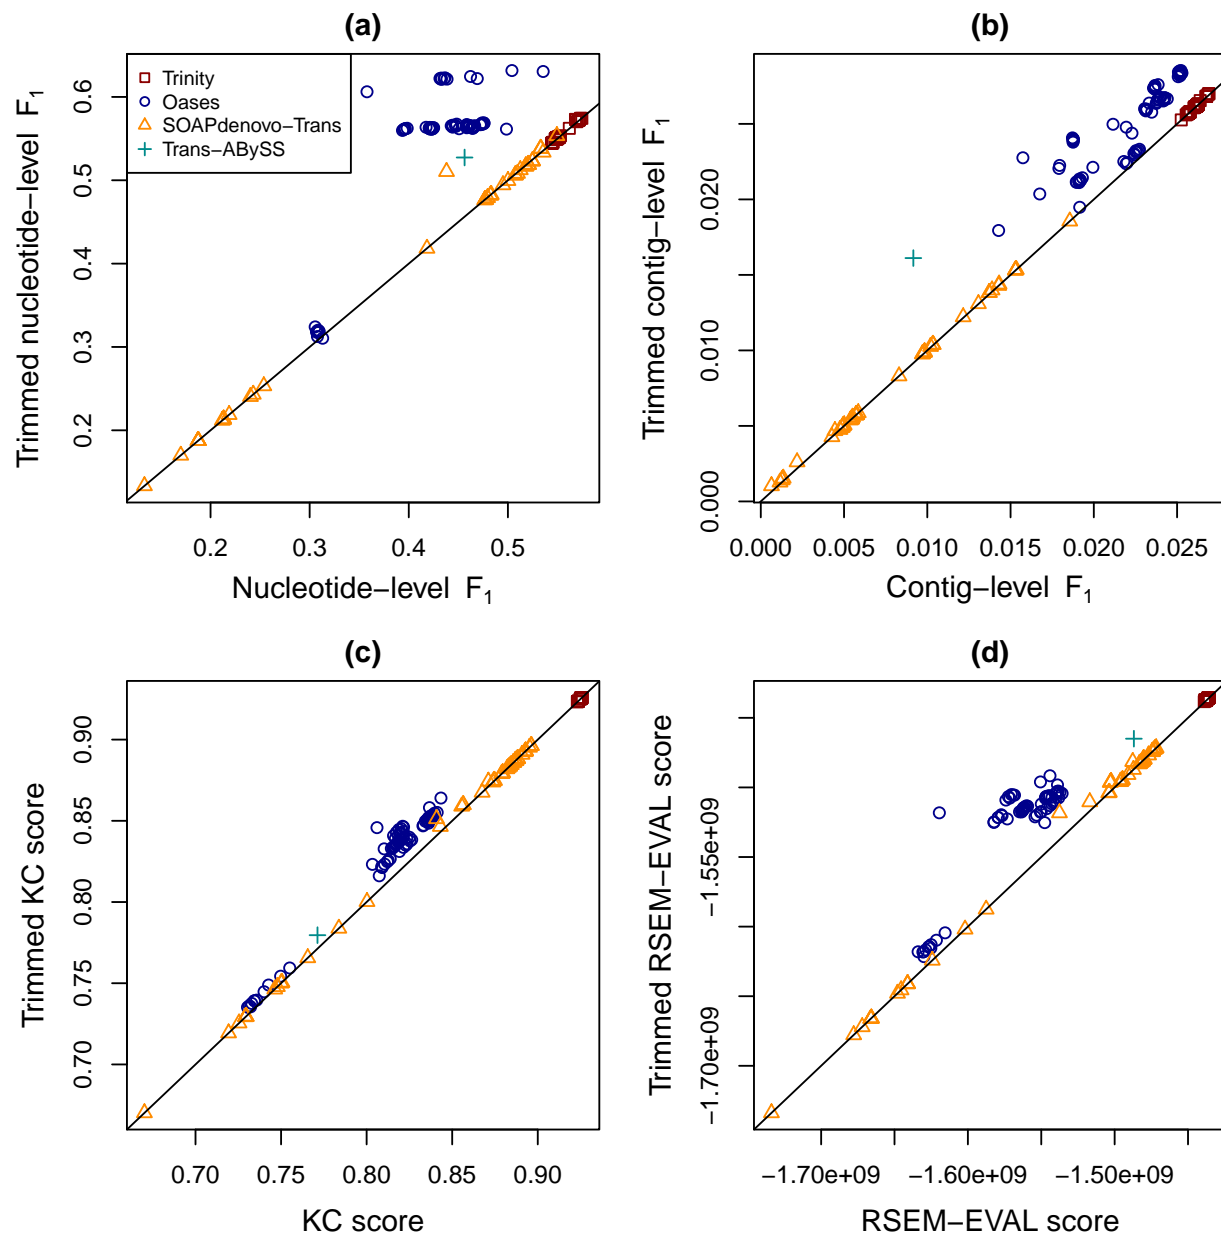 (a)
Trimmed nucleotide−level F1
0.6
0.5
0.4
0.3
0.2
Trinity
Oases
SOAPdenovo−Trans
Trans−ABySS
0.2 0.3 0.4 0.5
Nucleotide−level F1
(b)
Trimmed contig−level F1
0.020
0.010
0.000
0.000 0.005 0.010 0.015 0.020 0.025
Contig−level F1
(c)
Trimmed KC score
0.90
0.85
0.80
0.75
0.70
0.70 0.75 0.80 0.85 0.90
KC score
(d)
Trimmed RSEM−EVAL score
−1.55e+09
−1.70e+09
−1.70e+09 −1.60e+09 −1.50e+09
RSEM−EVAL score